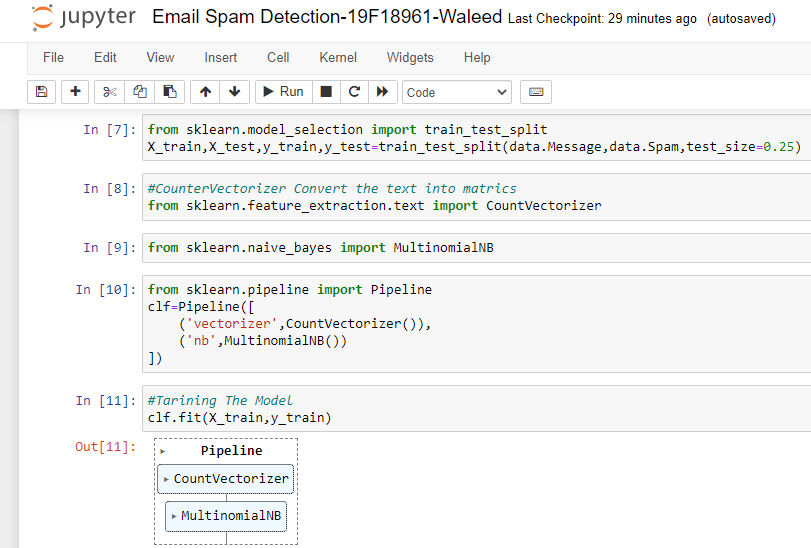 jupyter Email Spam Detection-19F18961-Waleed Last Checkpoint: 29 minutes ago (autosaved)
File Edit View Insert Cell Kernel Widgets Help
Run Code
In [7]: from sklearn.model_selection import train_test_split
X_train,X_test,y_train,y_test=train_test_split(data.Message,data.Spam,test_size=0.25)
In [8]: #CounterVectorizer Convert the text into matrics
from sklearn.feature_extraction.text import CountVectorizer
In [9]: from sklearn.naive_bayes import MultinomialNB
In [10]: from sklearn.pipeline import Pipeline
clf=Pipeline([
('vectorizer',CountVectorizer()),
('nb',MultinomialNB())
])
In [11]: #Tarining The Model
clf.fit(X_train,y_train)
Out[11]: Pipeline
CountVectorizer
MultinomialNB